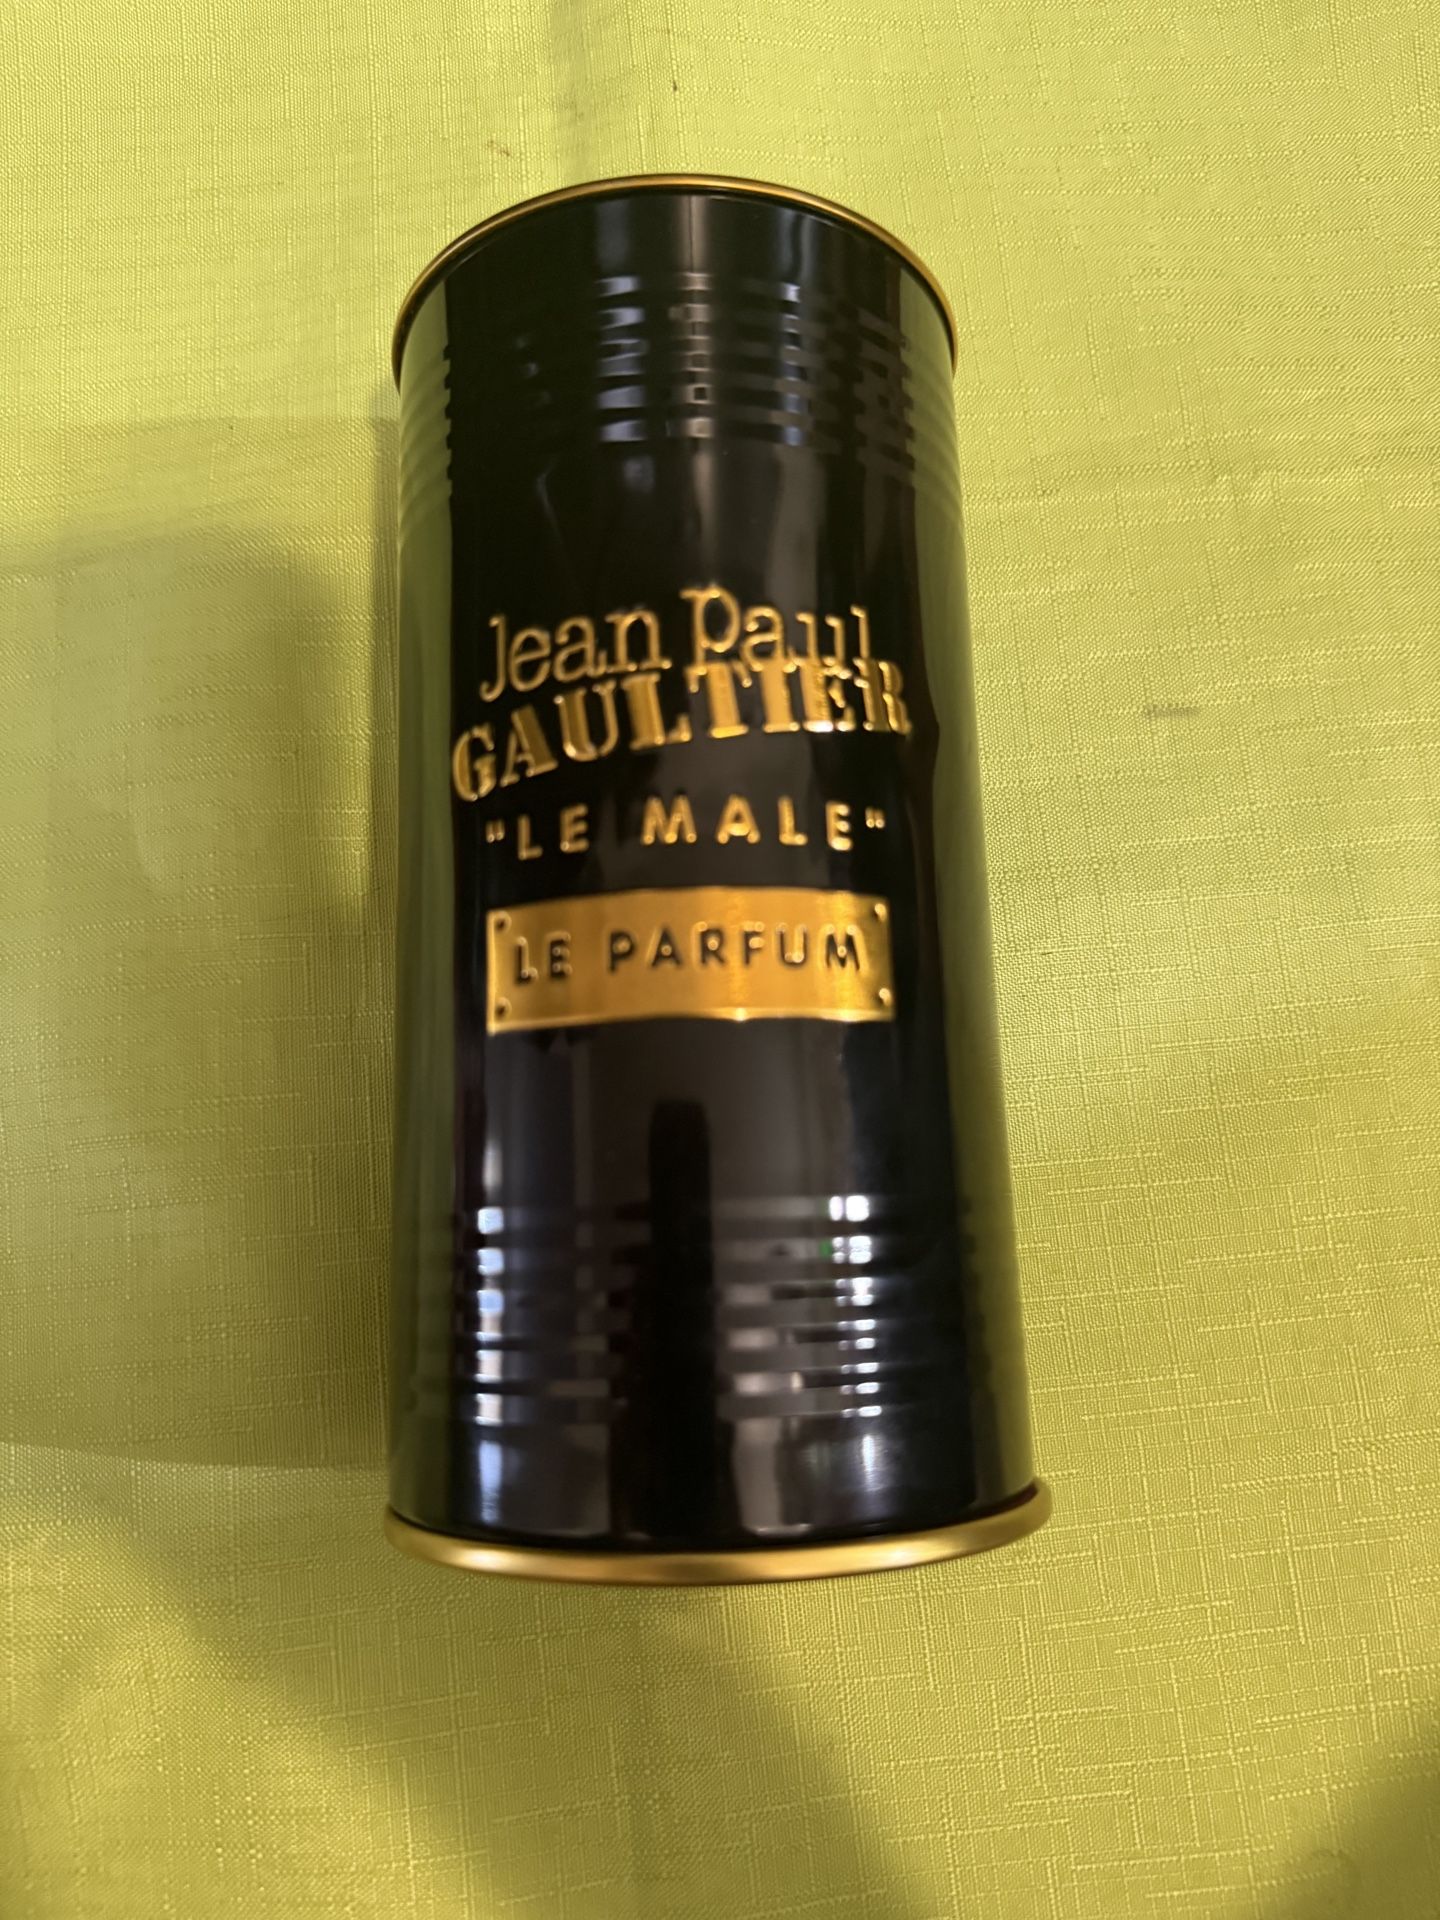 Jean Paul
GAULTIER
"LE MALE"
LE PARFUM